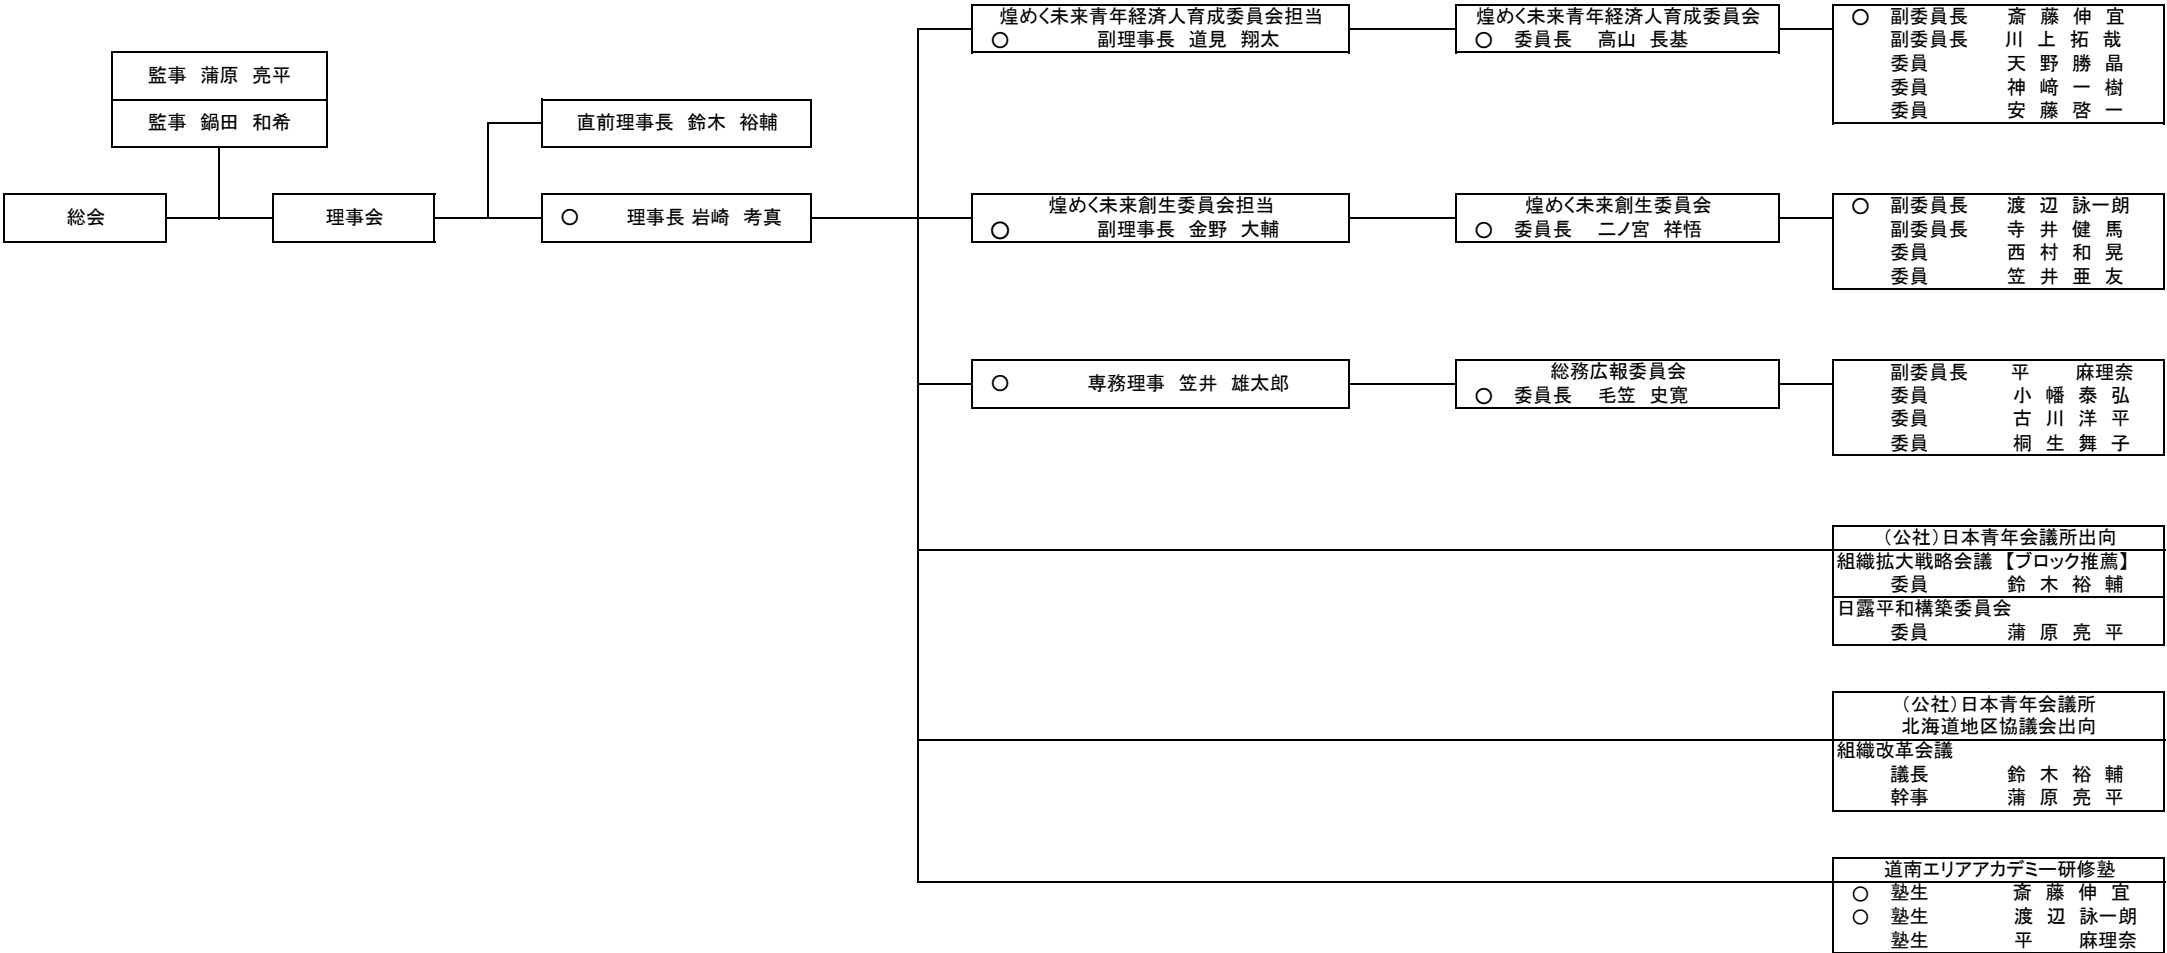 監事 蒲原 亮平
監事 鍋田 和希
総会
理事会
直前理事長 鈴木 裕輔
○ 理事長 岩崎 考真
煌めく未来青年経済人育成委員会担当
○ 副理事長 道見 翔太
煌めく未来青年経済人育成委員会
○ 委員長 高山 長基
○ 副委員長 斎 藤 伸 宜
副委員長 川 上 拓 哉
委員 天 野 勝 晶
委員 神 﨑 一 樹
委員 安 藤 啓 一
煌めく未来創生委員会担当
○ 副理事長 金野 大輔
煌めく未来創生委員会
○ 委員長 二ノ宮 祥悟
○ 副委員長 渡 辺 詠一朗
副委員長 寺 井 健 馬
委員 西 村 和 晃
委員 笠 井 亜 友
○ 専務理事 笠井 雄太郎
総務広報委員会
○ 委員長 毛笠 史寛
副委員長 平 麻理奈
委員 小 幡 泰 弘
委員 古 川 洋 平
委員 桐 生 舞 子
（公社）日本青年会議所出向
組織拡大戦略会議 【ブロック推薦】
委員 鈴 木 裕 輔
日露平和構築委員会
委員 蒲 原 亮 平
（公社）日本青年会議所
北海道地区協議会出向
組織改革会議
議長 鈴 木 裕 輔
幹事 蒲 原 亮 平
道南エリアアカデミー研修塾
○ 塾生 斎 藤 伸 宜
○ 塾生 渡 辺 詠一朗
塾生 平 麻理奈